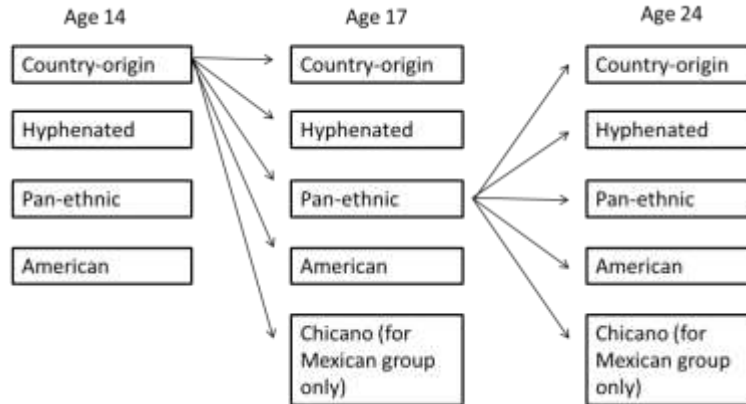 Age 14
Age 17
Age 24
Country-origin
Country-origin
Country-origin
Hyphenated
Hyphenated
Hyphenated
Pan-ethnic
Pan-ethnic
Pan-ethnic
American
American
American
Chicano (for
Mexican group
only)
Chicano (for
Mexican group
only)